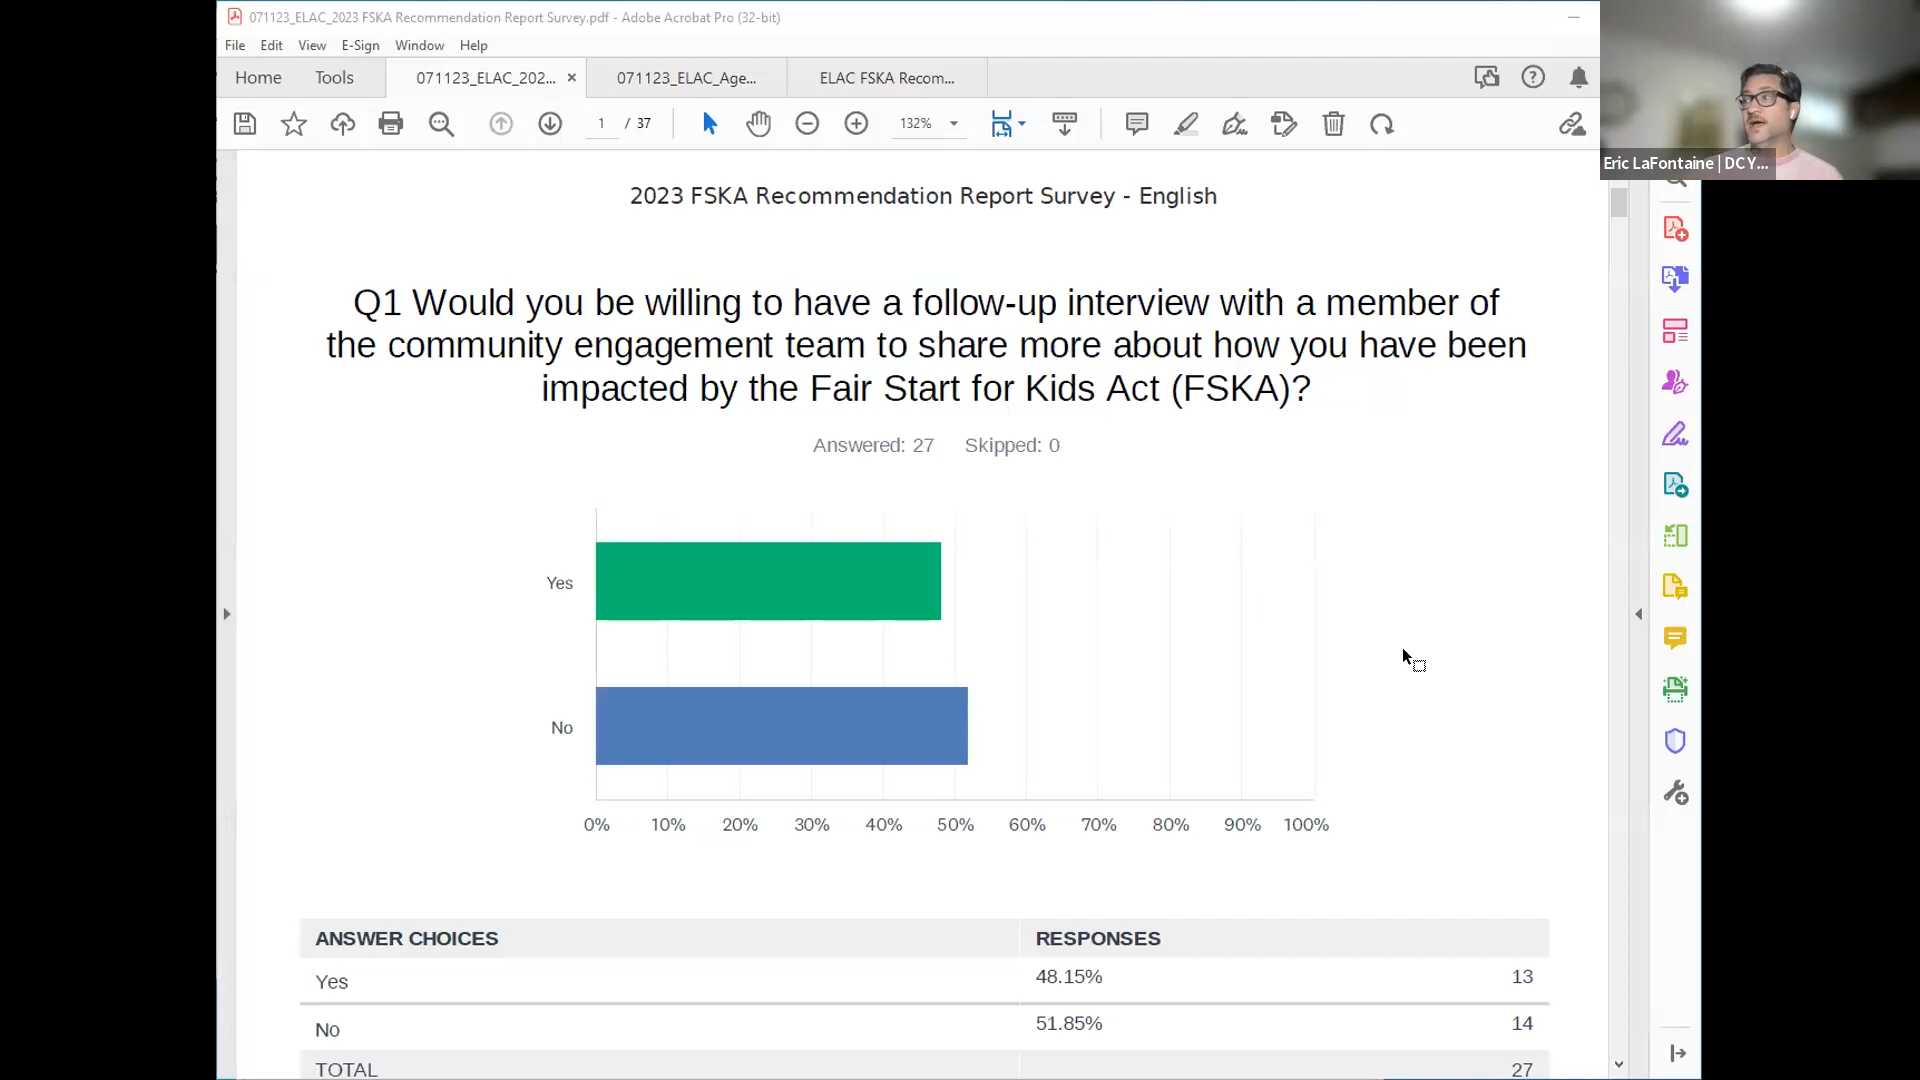 071123_ELAC_2023 FSKA Recommendation Report Survey.pdf - Adobe Acrobat Pro (32-bit)
File Edit View E-Sign Window Help
Home Tools 071123_ELAC_202... 071123_ELAC_Age... ELAC FSKA Recom...
1 / 37 132%
Eric LaFontaine | DCY...
2023 FSKA Recommendation Report Survey - English
Q1 Would you be willing to have a follow-up interview with a member of
the community engagement team to share more about how you have been
impacted by the Fair Start for Kids Act (FSKA)?
Answered: 27 Skipped: 0
Yes
No
0% 10% 20% 30% 40% 50% 60% 70% 80% 90% 100%
ANSWER CHOICES RESPONSES
Yes 48.15% 13
No 51.85% 14
TOTAL 27